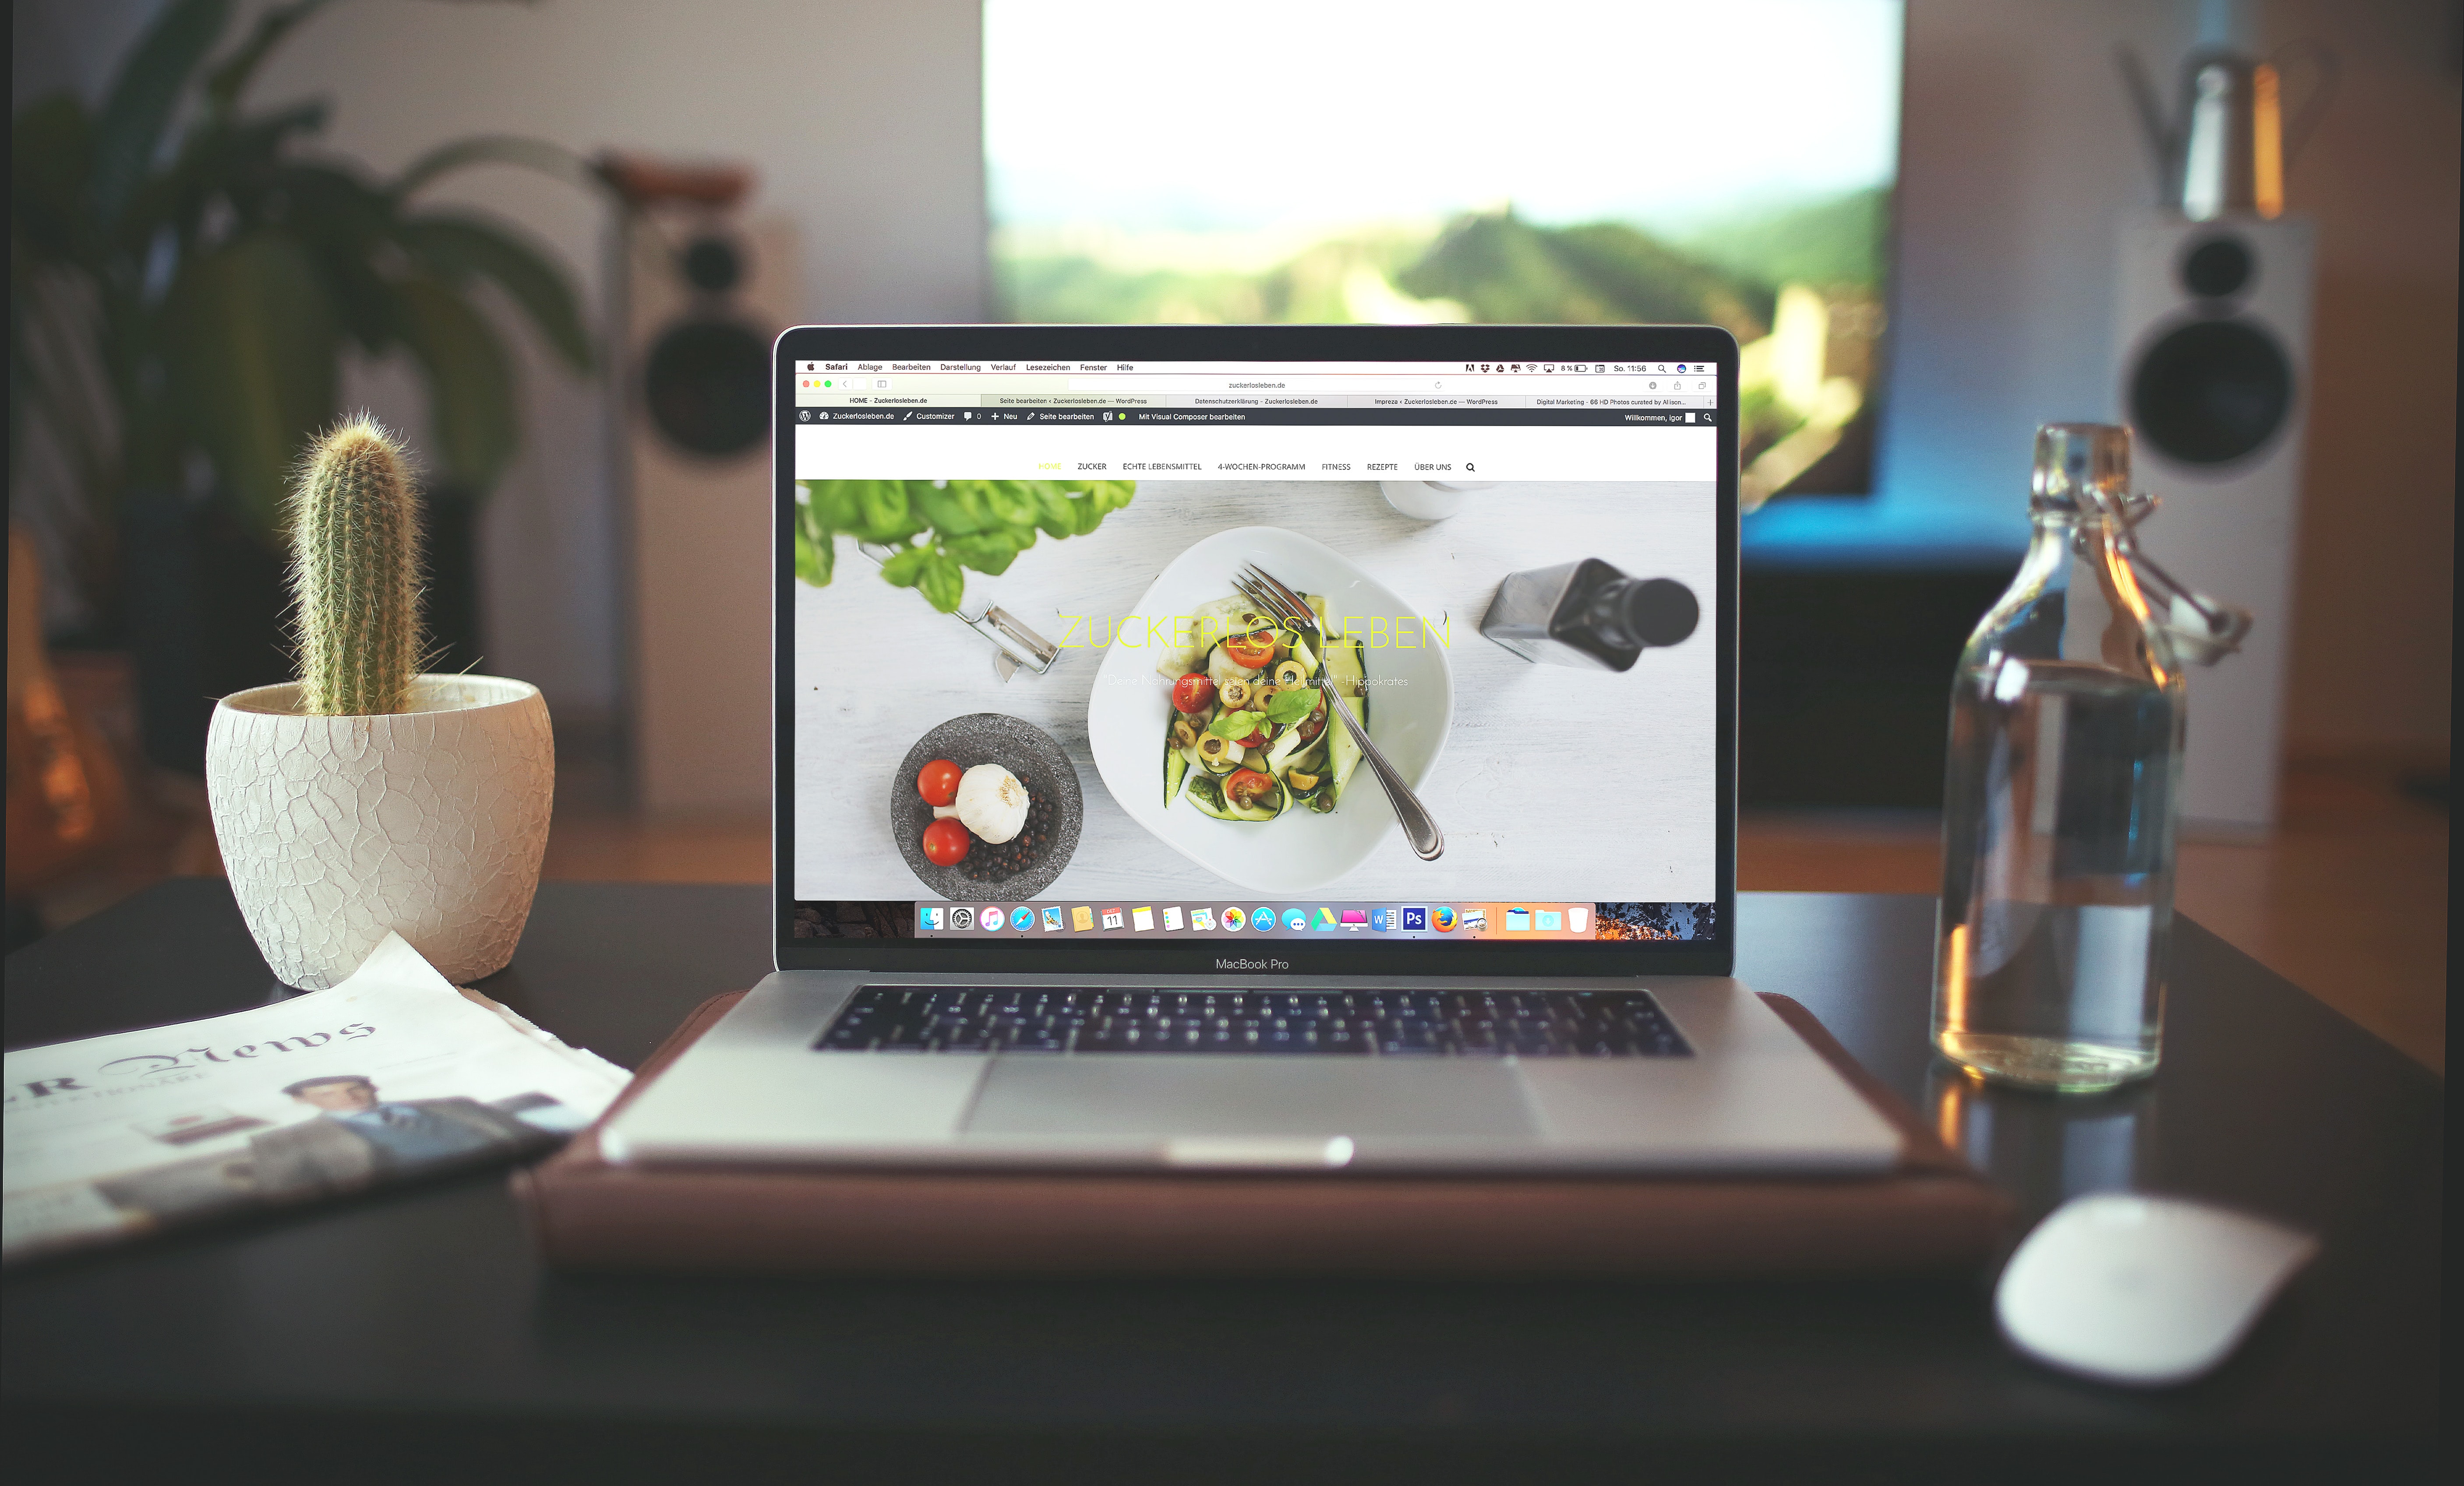 Safari Ablage Bearbeiten Darstellung Verlauf Lesezeichen Fenster Hilfe 8 % So. 11:56
zuckerlosleben.de
HOME – Zuckerlosleben.de Seite bearbeiten ‹ Zuckerlosleben.de — WordPress Datenschutzerklärung – Zuckerlosleben.de Impreza ‹ Zuckerlosleben.de — WordPress Digital Marketing - 66 HD Photos curated by Allison...
Zuckerlosleben.de Customizer 0 Neu Seite bearbeiten Mit Visual Composer bearbeiten Willkommen, igor
HOME ZUCKER ECHTE LEBENSMITTEL 4-WOCHEN-PROGRAMM FITNESS REZEPTE ÜBER UNS
ZUCKERLOS LEBEN
"Deine Nahrungsmittel seien deine Heilmittel" -Hippokrates
11
W Ps
MacBook Pro
R News